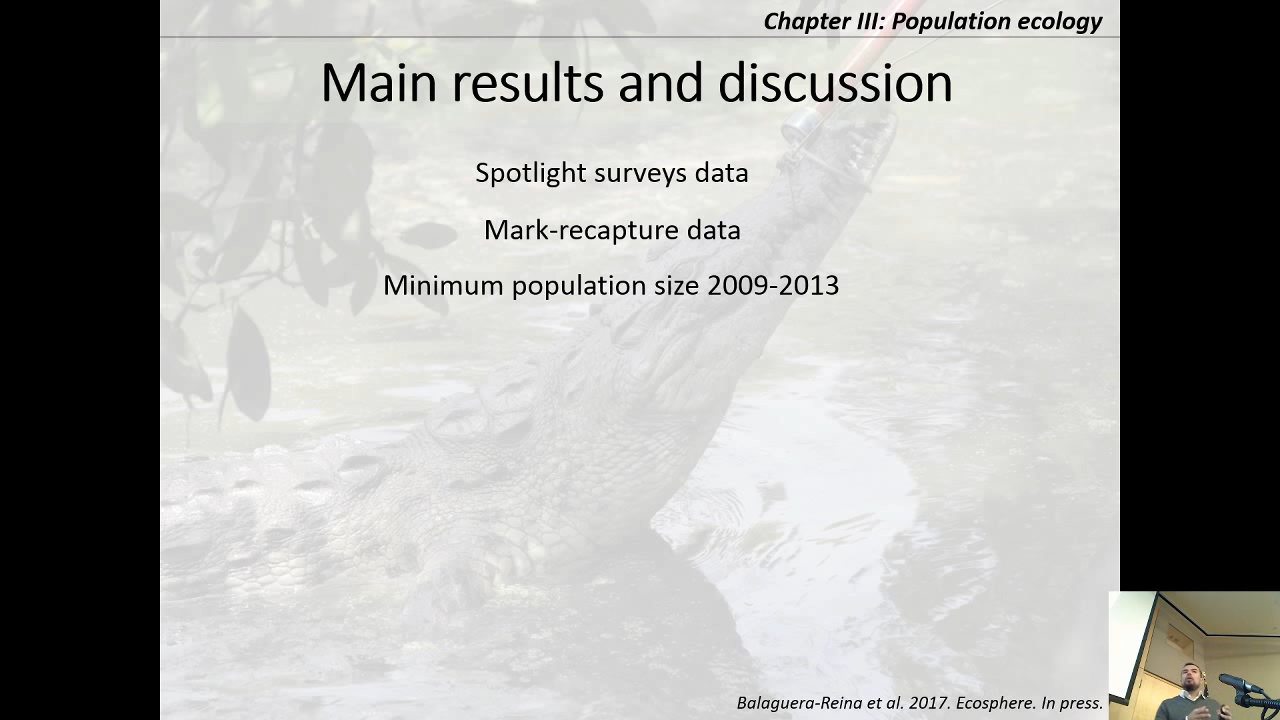 Chapter III: Population ecology
Main results and discussion
Spotlight surveys data
Mark-recapture data
Minimum population size 2009-2013
Balaguera-Reina et al. 2017. Ecosphere. In press.